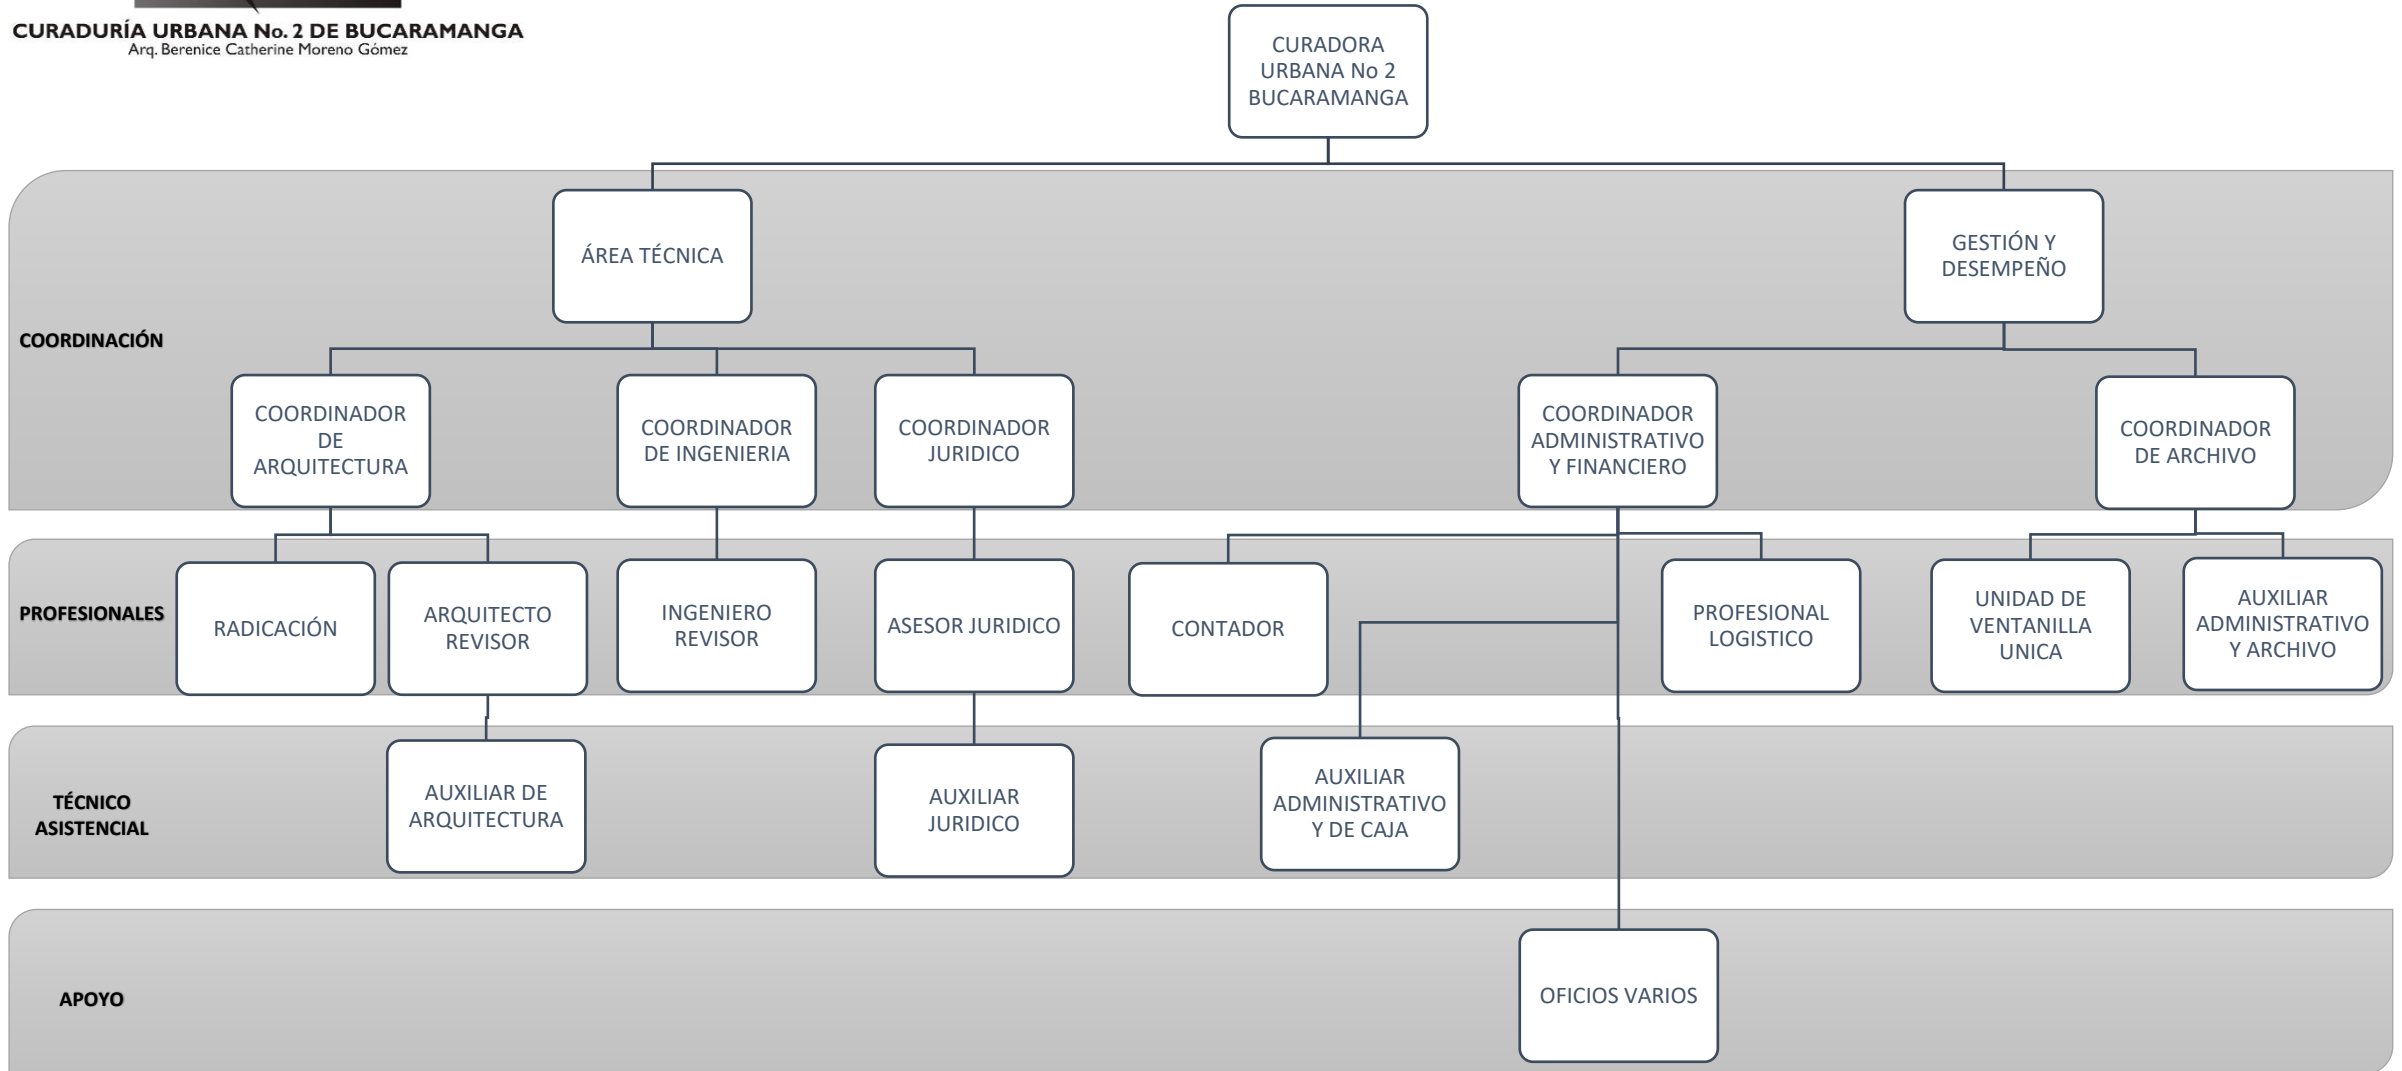 CURADURÍA URBANA No. 2 DE BUCARAMANGA
Arq. Berenice Catherine Moreno Gómez
CURADORA
URBANA No 2
BUCARAMANGA
COORDINACIÓN
ÁREA TÉCNICA
GESTIÓN Y
DESEMPEÑO
COORDINADOR
DE
ARQUITECTURA
COORDINADOR
DE INGENIERIA
COORDINADOR
JURIDICO
COORDINADOR
ADMINISTRATIVO
Y FINANCIERO
COORDINADOR
DE ARCHIVO
PROFESIONALES
RADICACIÓN
ARQUITECTO
REVISOR
INGENIERO
REVISOR
ASESOR JURIDICO
CONTADOR
PROFESIONAL
LOGISTICO
UNIDAD DE
VENTANILLA
UNICA
AUXILIAR
ADMINISTRATIVO
Y ARCHIVO
TÉCNICO
ASISTENCIAL
AUXILIAR DE
ARQUITECTURA
AUXILIAR
JURIDICO
AUXILIAR
ADMINISTRATIVO
Y DE CAJA
APOYO
OFICIOS VARIOS